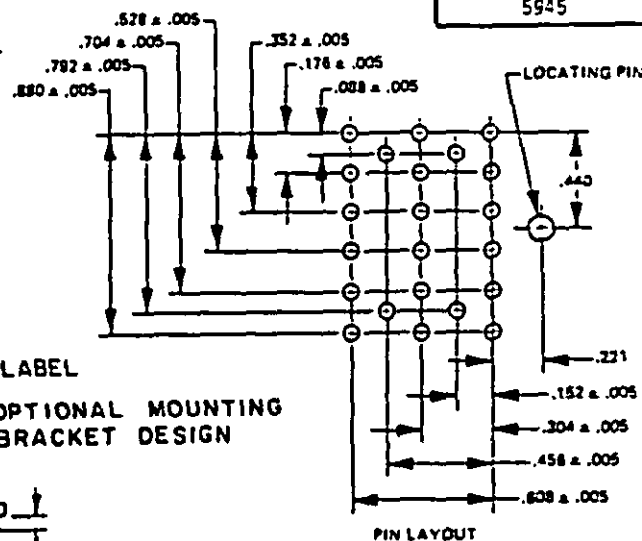 5945
.528 ± .005
.704 ± .005
.352 ± .005
.792 ± .005
.176 ± .005
.880 ± .005
.088 ± .005
LOCATING PIN
.440
LABEL
.221
OPTIONAL MOUNTING
BRACKET DESIGN
.152 ± .005
.304 ± .005
.456 ± .005
.608 ± .005
PIN LAYOUT